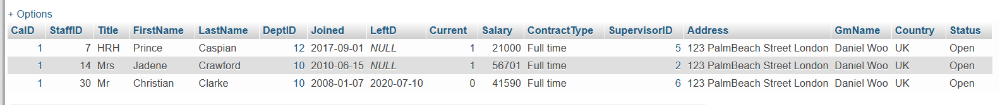 + Options
CaID StaffID Title FirstName LastName DeptID Joined LeftD Current Salary ContractType SupervisorID Address GmName Country Status
1 7 HRH Prince Caspian 12 2017-09-01 NULL 1 21000 Full time 5 123 PalmBeach Street London Daniel Woo UK Open
1 14 Mrs Jadene Crawford 10 2010-06-15 NULL 1 56701 Full time 2 123 PalmBeach Street London Daniel Woo UK Open
1 30 Mr Christian Clarke 10 2008-01-07 2020-07-10 0 41590 Full time 6 123 PalmBeach Street London Daniel Woo UK Open